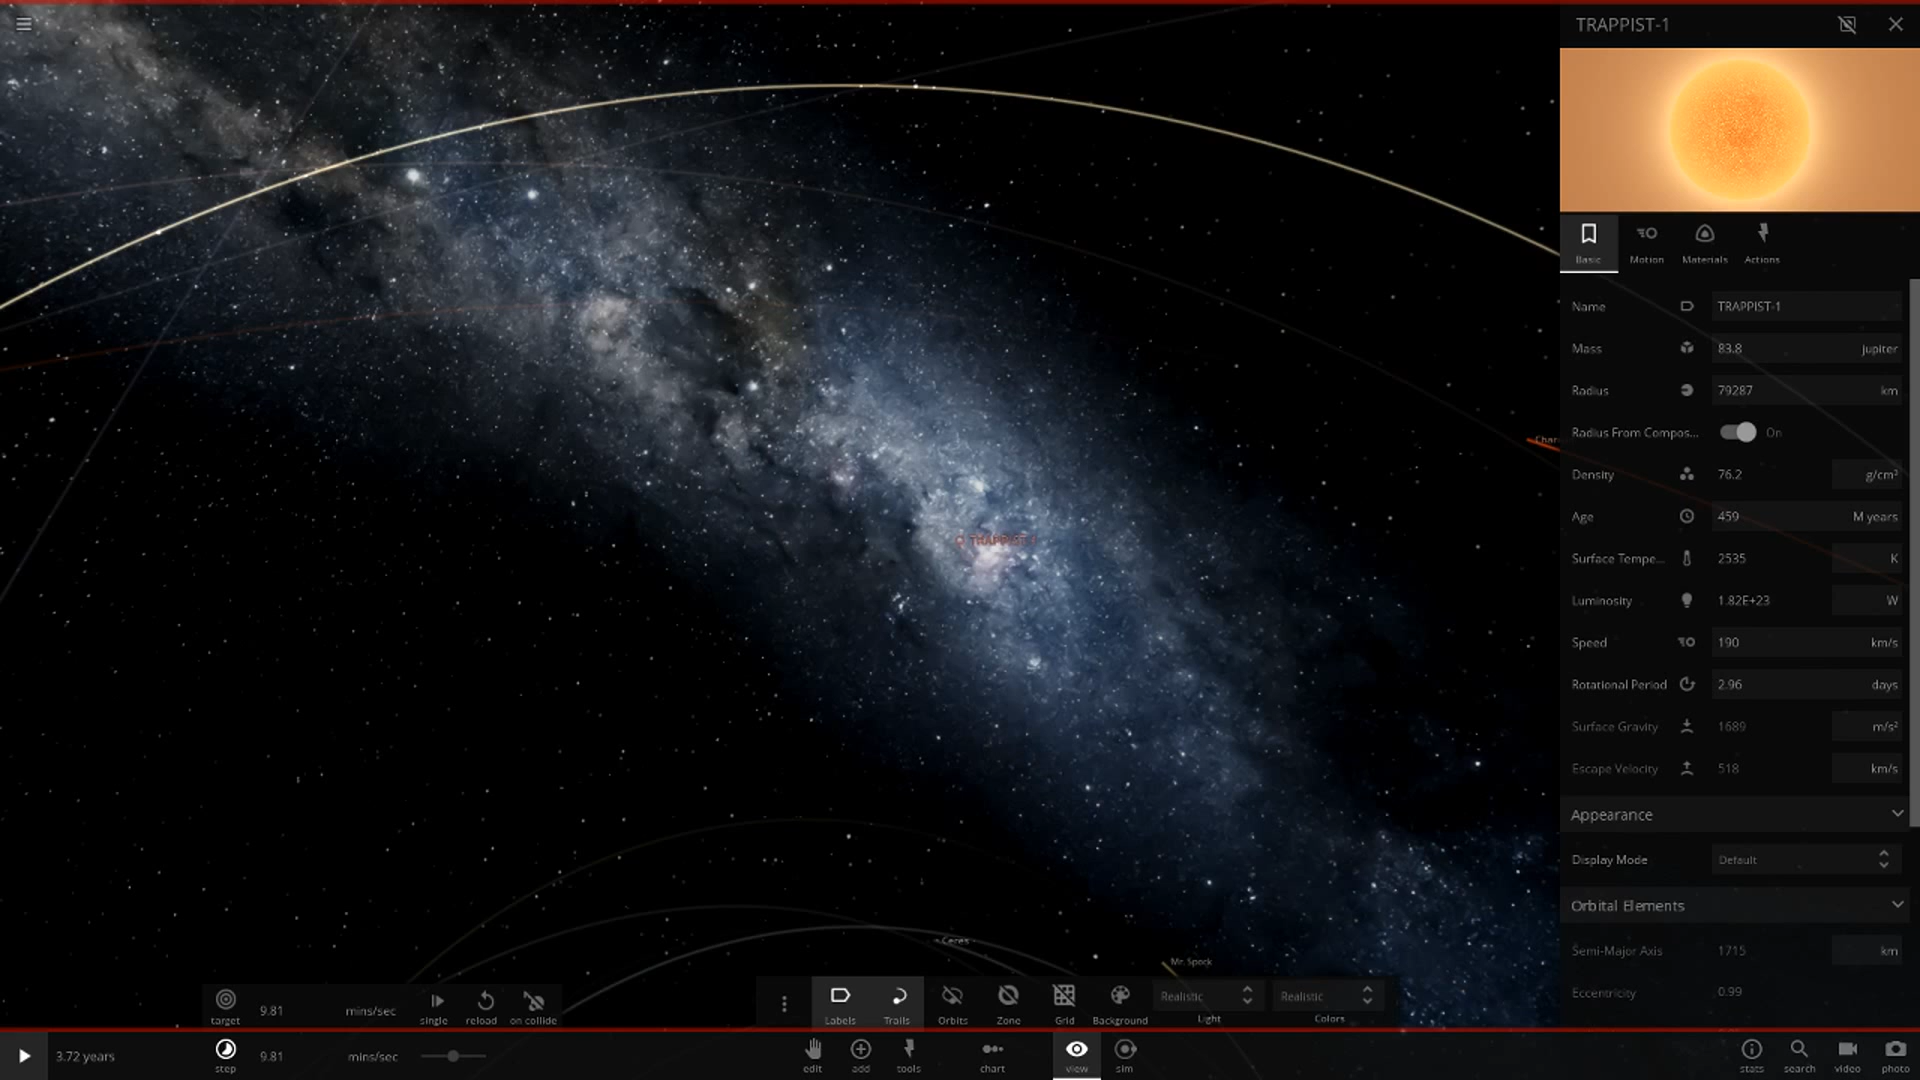 TRAPPIST-1
Basic
Motion
Materials
Actions
Name TRAPPIST-1
Mass 83.8 jupiter
Radius 79287 km
Radius From Compos... On
Density 76.2 g/cm³
Age 459 M years
Surface Tempe... 2535 K
Luminosity 1.82E+23 W
Speed 190 km/s
Rotational Period 2.96 days
Surface Gravity 1689 m/s²
Escape Velocity 518 km/s
Appearance
Display Mode Default
Orbital Elements
Semi-Major Axis 1715 km
Eccentricity 0.99
TRAPPIST-1
Ceres
Mr. Spock
target
9.81 mins/sec
single
reload
on collide
Labels
Trails
Orbits
Zone
Grid
Background
Realistic
Light
Realistic
Colors
3.72 years
step
9.81 mins/sec
edit
add
tools
chart
view
sim
stats
search
video
photo